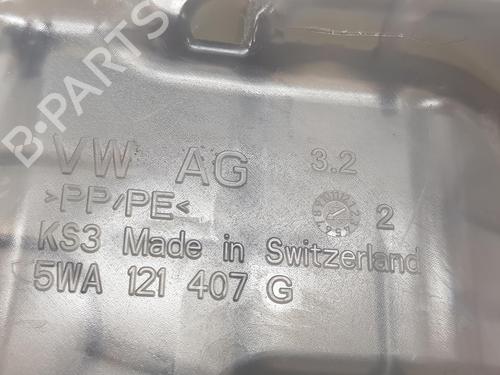 B-PARTS
VW AG 3.2
>PP/PE< 2
KS3 Made in Switzerland
5WA 121 407 G